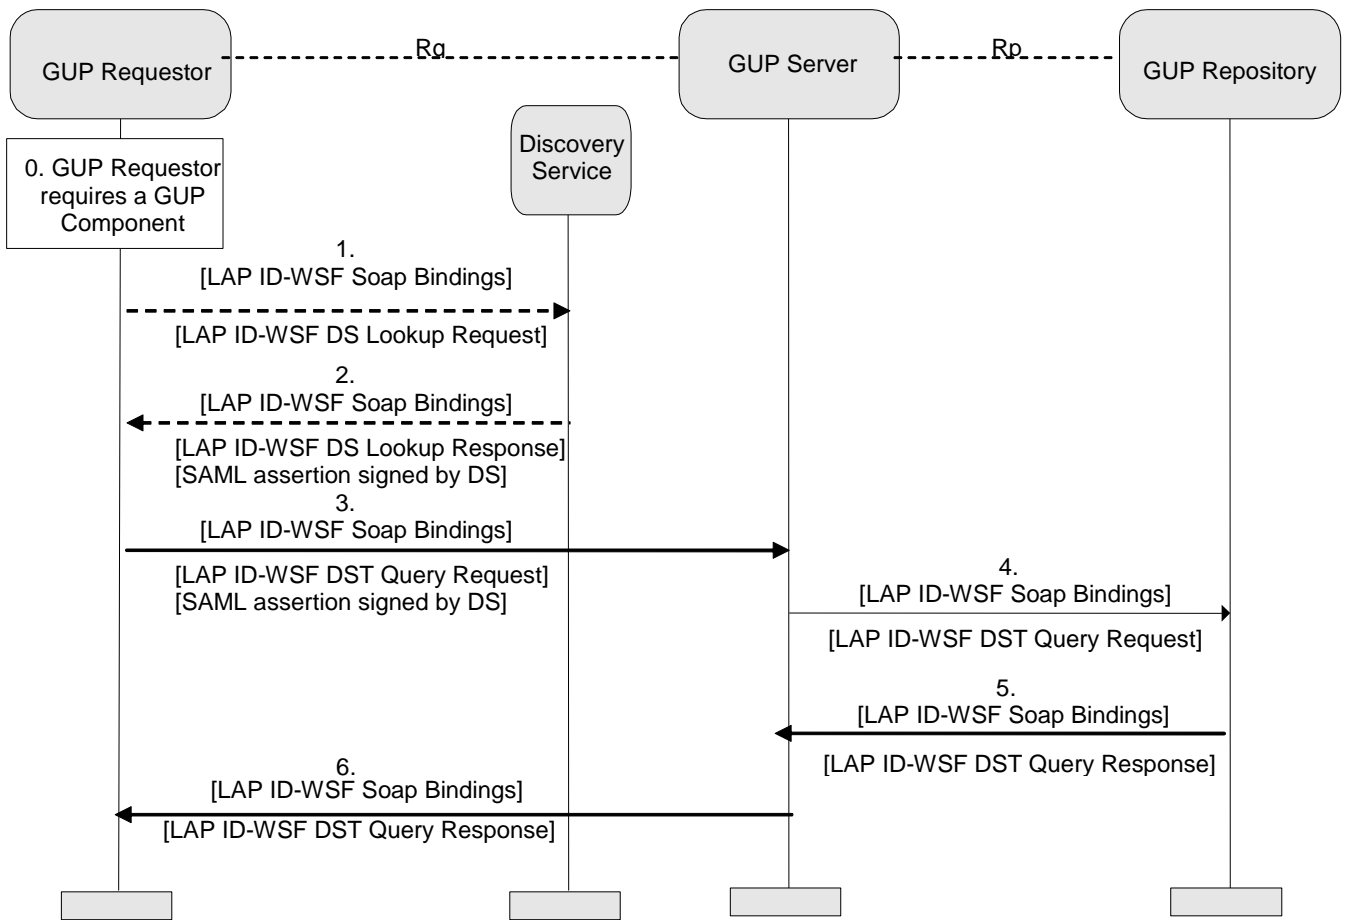 GUP Requestor
Rg
GUP Server
Rp
GUP Repository
Discovery
Service
0. GUP Requestor
requires a GUP
Component
1.
[LAP ID-WSF Soap Bindings]
[LAP ID-WSF DS Lookup Request]
2.
[LAP ID-WSF Soap Bindings]
[LAP ID-WSF DS Lookup Response]
[SAML assertion signed by DS]
3.
[LAP ID-WSF Soap Bindings]
[LAP ID-WSF DST Query Request]
[SAML assertion signed by DS]
4.
[LAP ID-WSF Soap Bindings]
[LAP ID-WSF DST Query Request]
5.
[LAP ID-WSF Soap Bindings]
[LAP ID-WSF DST Query Response]
6.
[LAP ID-WSF Soap Bindings]
[LAP ID-WSF DST Query Response]